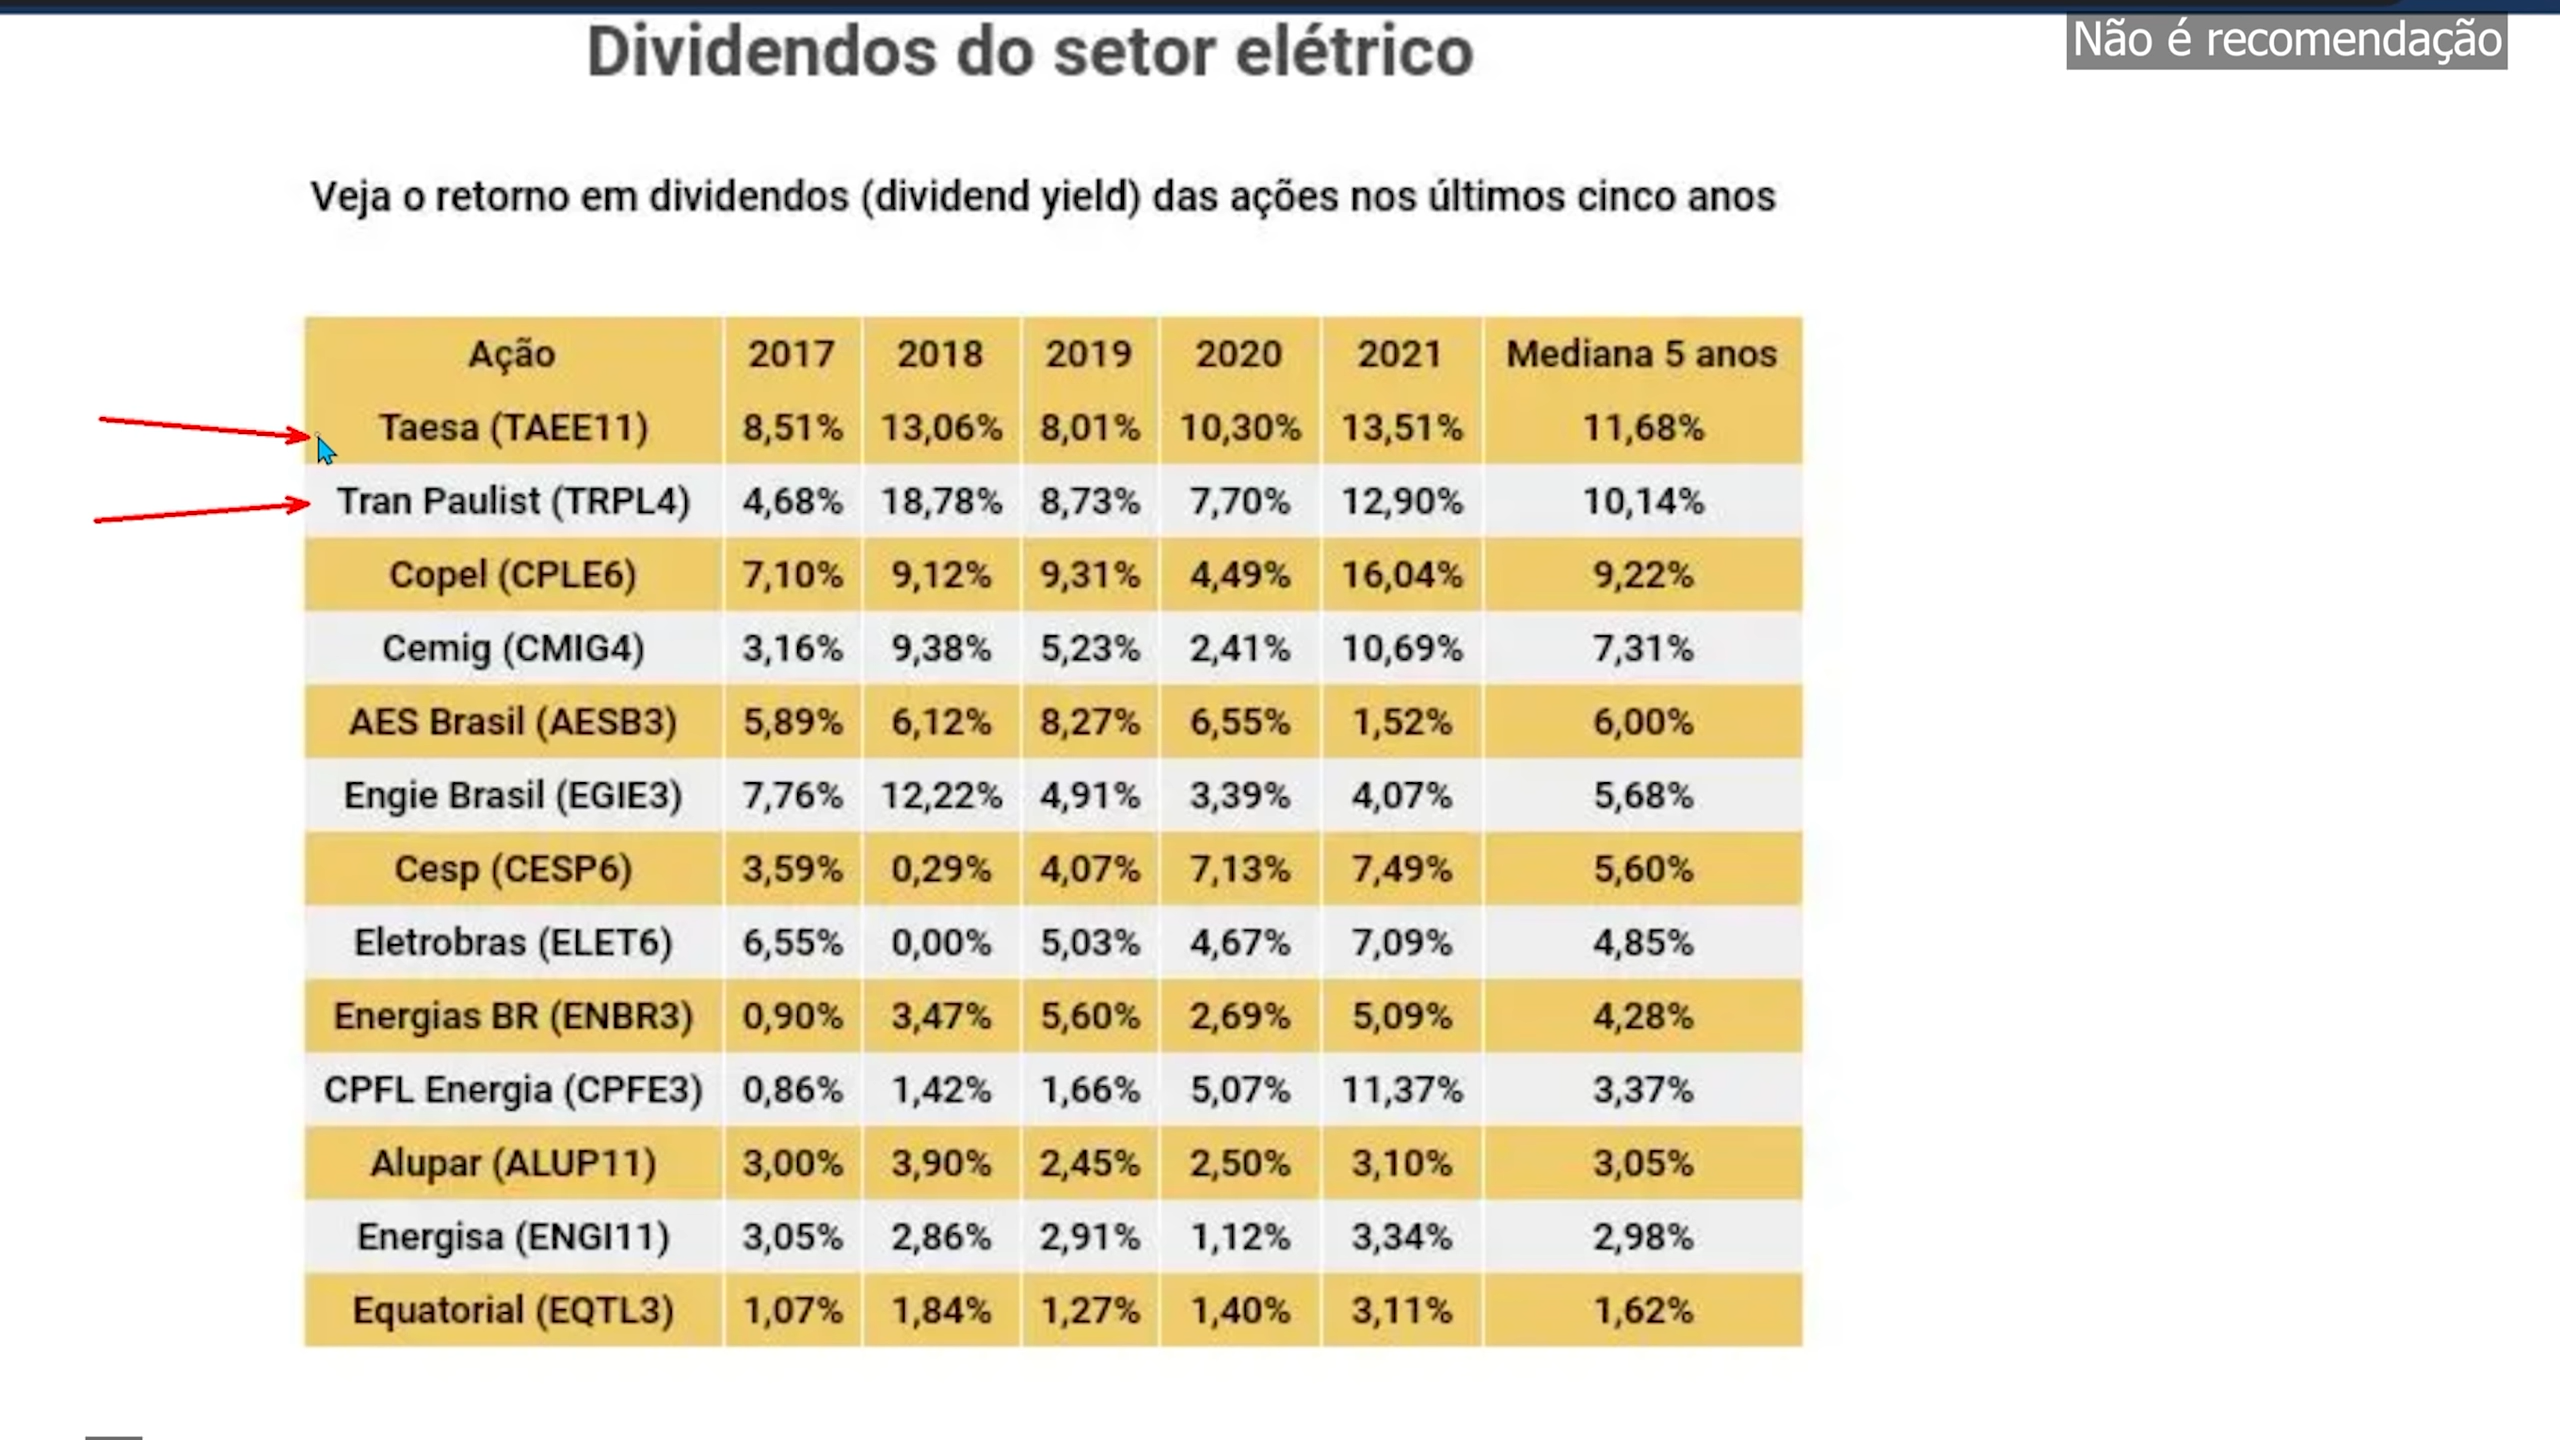 Não é recomendação
Dividendos do setor elétrico
Veja o retorno em dividendos (dividend yield) das ações nos últimos cinco anos
Ação 2017 2018 2019 2020 2021 Mediana 5 anos
Taesa (TAEE11) 8,51% 13,06% 8,01% 10,30% 13,51% 11,68%
Tran Paulist (TRPL4) 4,68% 18,78% 8,73% 7,70% 12,90% 10,14%
Copel (CPLE6) 7,10% 9,12% 9,31% 4,49% 16,04% 9,22%
Cemig (CMIG4) 3,16% 9,38% 5,23% 2,41% 10,69% 7,31%
AES Brasil (AESB3) 5,89% 6,12% 8,27% 6,55% 1,52% 6,00%
Engie Brasil (EGIE3) 7,76% 12,22% 4,91% 3,39% 4,07% 5,68%
Cesp (CESP6) 3,59% 0,29% 4,07% 7,13% 7,49% 5,60%
Eletrobras (ELET6) 6,55% 0,00% 5,03% 4,67% 7,09% 4,85%
Energias BR (ENBR3) 0,90% 3,47% 5,60% 2,69% 5,09% 4,28%
CPFL Energia (CPFE3) 0,86% 1,42% 1,66% 5,07% 11,37% 3,37%
Alupar (ALUP11) 3,00% 3,90% 2,45% 2,50% 3,10% 3,05%
Energisa (ENGI11) 3,05% 2,86% 2,91% 1,12% 3,34% 2,98%
Equatorial (EQTL3) 1,07% 1,84% 1,27% 1,40% 3,11% 1,62%